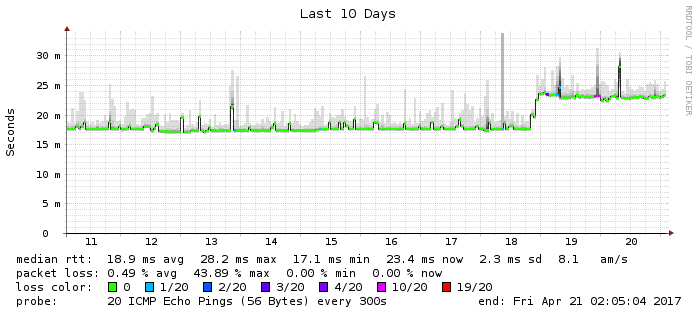 Last 10 Days
RRDTOOL / TOBI OETIKER
Seconds
30 m
25 m
20 m
15 m
10 m
5 m
0
11 12 13 14 15 16 17 18 19 20
median rtt: 18.9 ms avg 28.2 ms max 17.1 ms min 23.4 ms now 2.3 ms sd 8.1 am/s
packet loss: 0.49 % avg 43.89 % max 0.00 % min 0.00 % now
loss color: 0 1/20 2/20 3/20 4/20 10/20 19/20
probe: 20 ICMP Echo Pings (56 Bytes) every 300s end: Fri Apr 21 02:05:04 2017